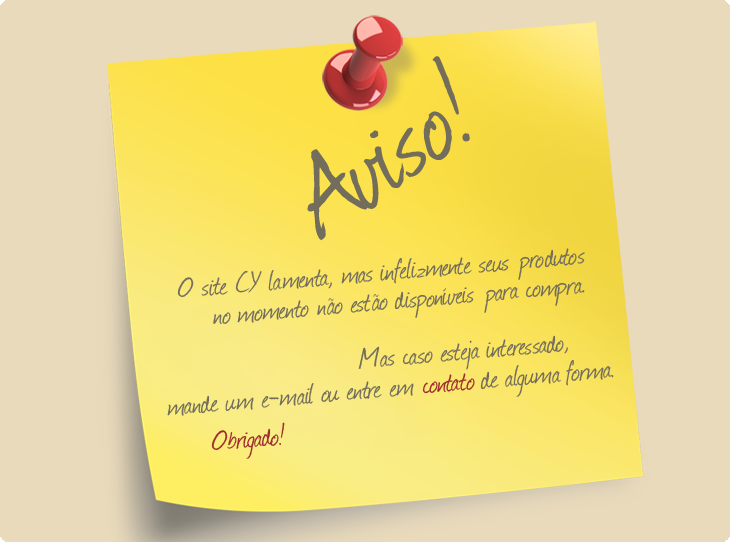 Aviso!
O site CY lamenta, mas infelizmente seus produtos
no momento não estão disponíveis para compra.
Mas caso esteja interessado,
mande um e-mail ou entre em contato de alguma forma.
Obrigado!